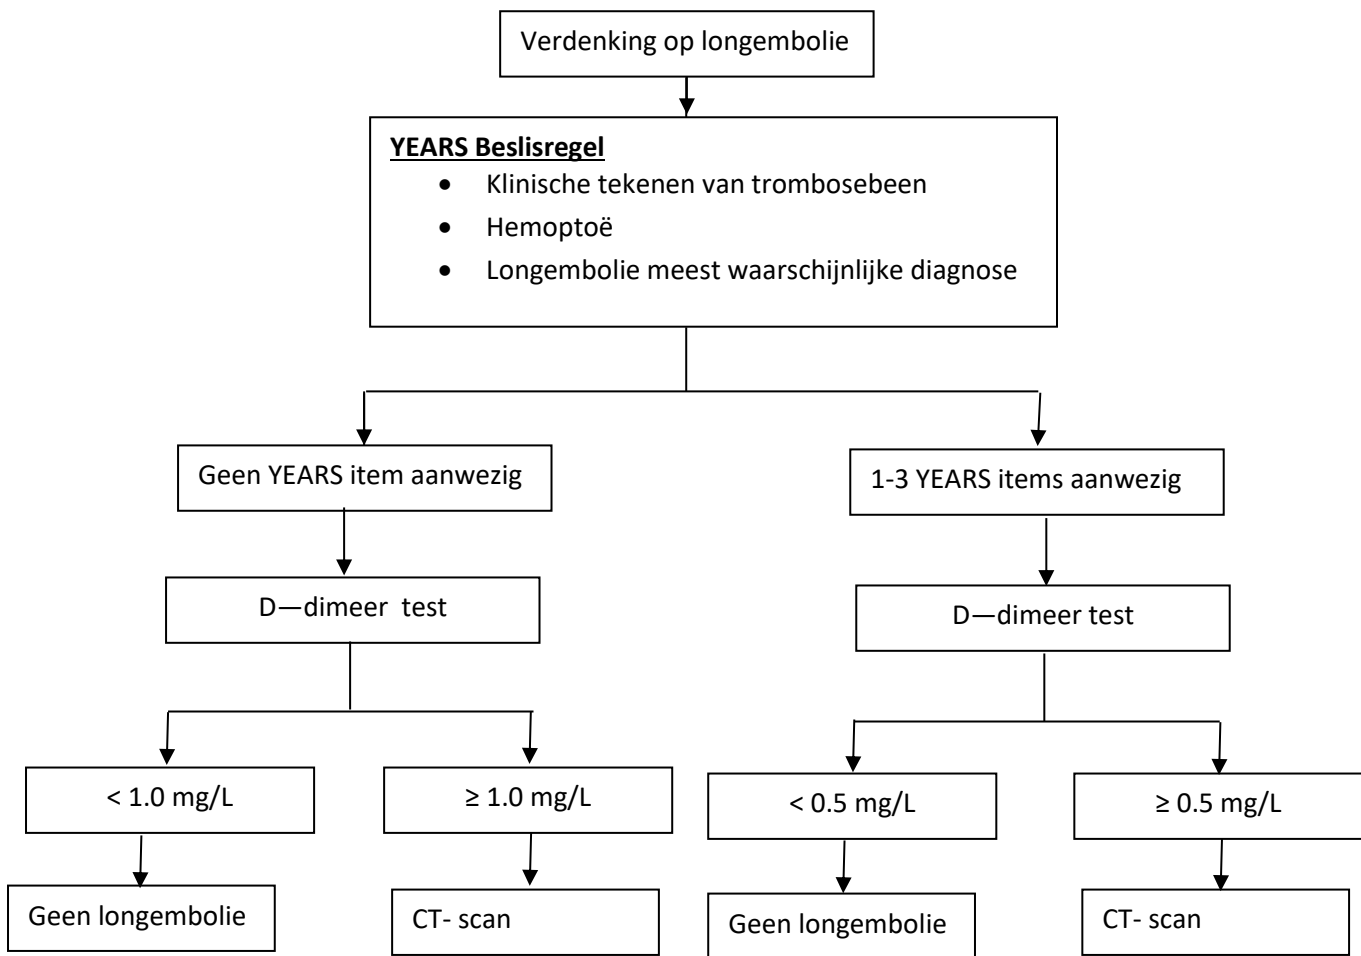 Verdenking op longembolie
YEARS Beslisregel
• Klinische tekenen van trombosebeen
• Hemoptoë
• Longembolie meest waarschijnlijke diagnose
Geen YEARS item aanwezig
1-3 YEARS items aanwezig
D—dimeer test
D—dimeer test
< 1.0 mg/L
≥ 1.0 mg/L
< 0.5 mg/L
≥ 0.5 mg/L
Geen longembolie
CT- scan
Geen longembolie
CT- scan